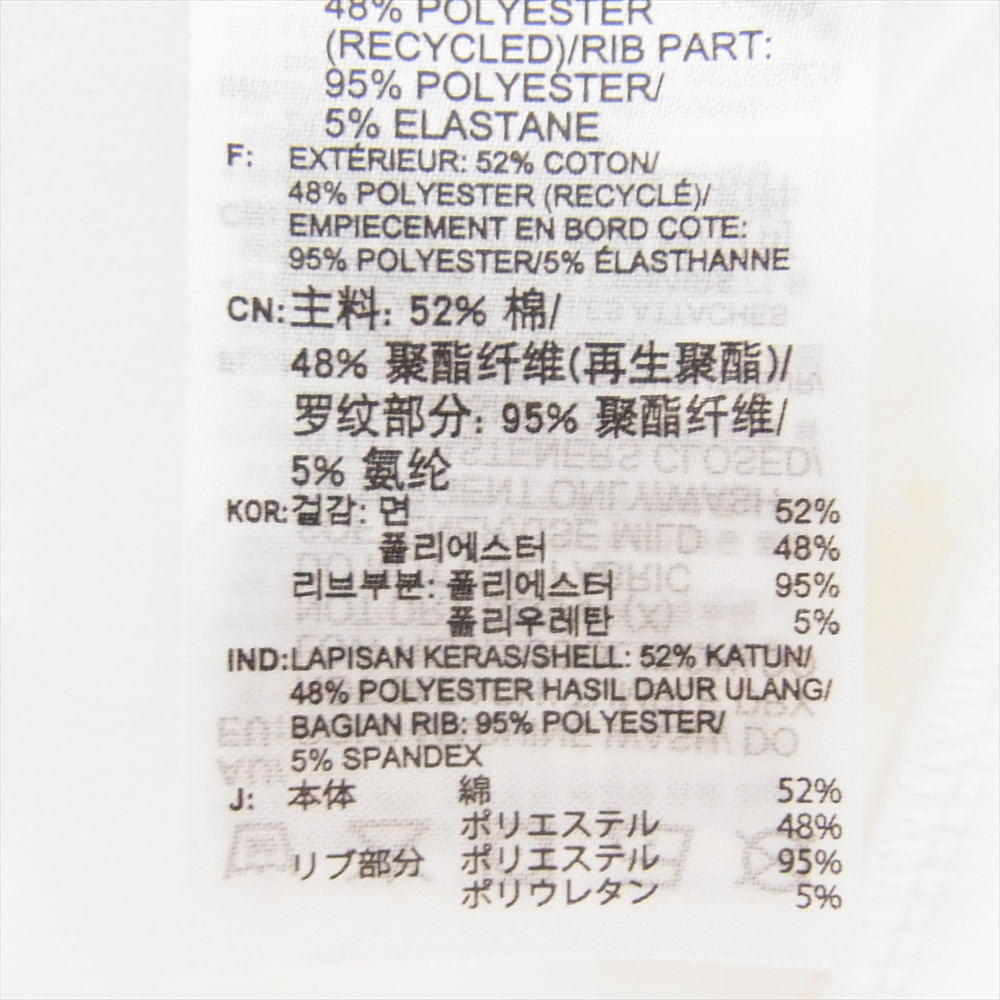 48% POLYESTER
(RECYCLED)/RIB PART:
95% POLYESTER/
5% ELASTANE
F: EXTÉRIEUR: 52% COTON/
48% POLYESTER (RECYCLÉ)/
EMPIECEMENT EN BORD COTE:
95% POLYESTER/5% ÉLASTHANNE
CN: 主料: 52% 棉/
48% 聚酯纤维(再生聚酯)/
罗纹部分: 95% 聚酯纤维/
5% 氨纶
KOR: 겉감: 면 52%
폴리에스터 48%
리브부분: 폴리에스터 95%
폴리우레탄 5%
IND: LAPISAN KERAS/SHELL: 52% KATUN/
48% POLYESTER HASIL DAUR ULANG/
BAGIAN RIB: 95% POLYESTER/
5% SPANDEX
J: 本体 綿 52%
ポリエステル 48%
リブ部分 ポリエステル 95%
ポリウレタン 5%